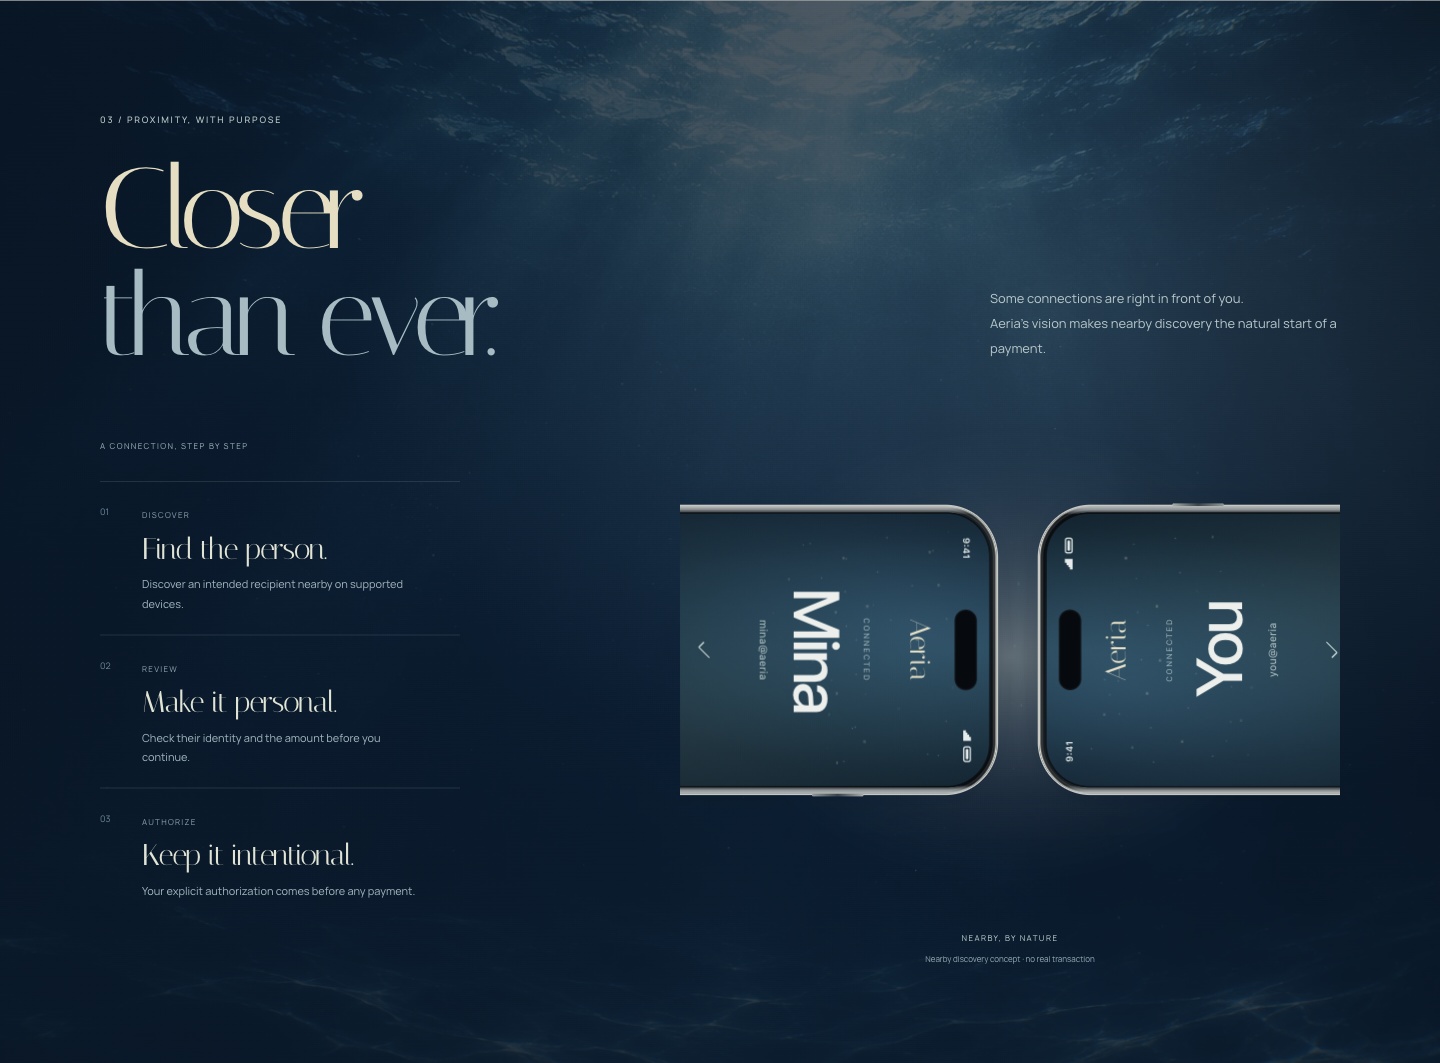 03 / PROXIMITY, WITH PURPOSE
Closer
than ever.
Some connections are right in front of you.
Aeria's vision makes nearby discovery the natural start of a
payment.
A CONNECTION, STEP BY STEP
01
DISCOVER
Find the person.
Discover an intended recipient nearby on supported
devices.
02
REVIEW
Make it personal.
Check their identity and the amount before you
continue.
03
AUTHORIZE
Keep it intentional.
Your explicit authorization comes before any payment.
9:41
Aeria
CONNECTED
Mina
mina@aeria
9:41
Aeria
CONNECTED
You
you@aeria
NEARBY, BY NATURE
Nearby discovery concept · no real transaction